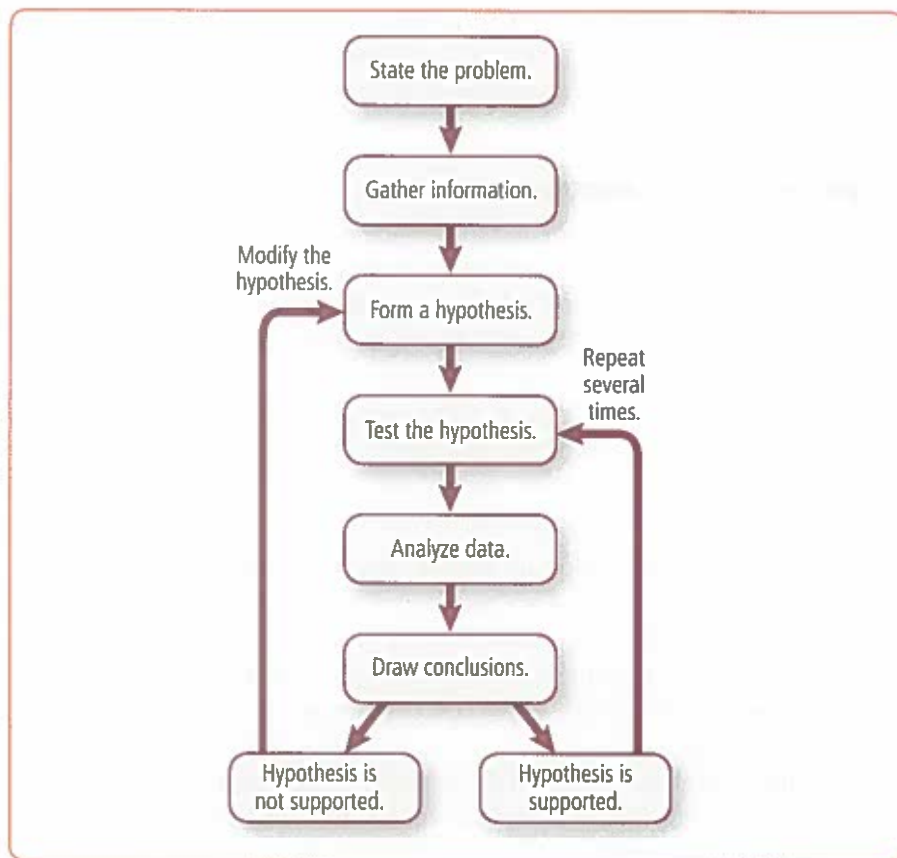 State the problem.
Gather information.
Modify the
hypothesis.
Form a hypothesis.
Repeat
several
times.
Test the hypothesis.
Analyze data.
Draw conclusions.
Hypothesis is
not supported.
Hypothesis is
supported.